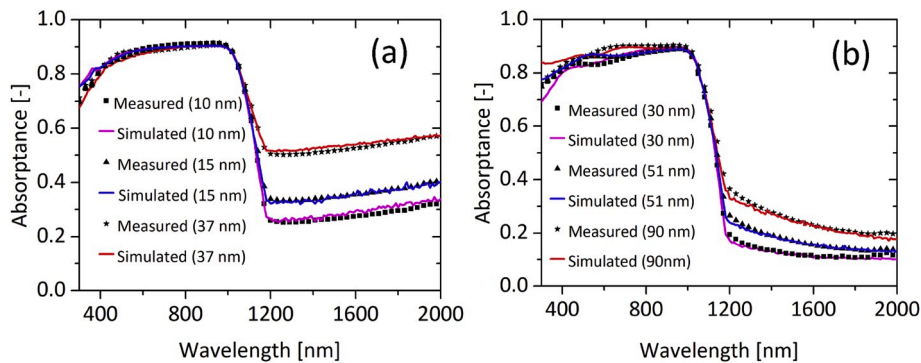 (a)
1.0
0.8
0.6
0.4
0.2
0.0
Absorptance [-]
Measured (10 nm)
Simulated (10 nm)
Measured (15 nm)
Simulated (15 nm)
Measured (37 nm)
Simulated (37 nm)
400
800
1200
1600
2000
Wavelength [nm]
(b)
1.0
0.8
0.6
0.4
0.2
0.0
Absorptance [-]
Measured (30 nm)
Simulated (30 nm)
Measured (51 nm)
Simulated (51 nm)
Measured (90 nm)
Simulated (90nm)
400
800
1200
1600
2000
Wavelength [nm]